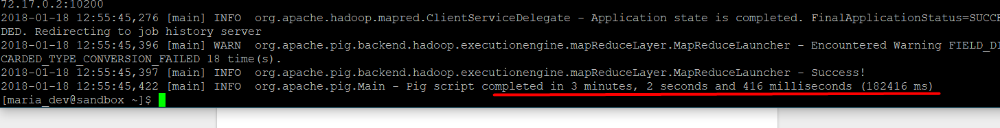 72.17.0.2:10200
2018-01-18 12:55:45,276 [main] INFO  org.apache.hadoop.mapred.ClientServiceDelegate - Application state is completed. FinalApplicationStatus=SUCCE
DED. Redirecting to job history server
2018-01-18 12:55:45,396 [main] WARN  org.apache.pig.backend.hadoop.executionengine.mapReduceLayer.MapReduceLauncher - Encountered Warning FIELD_DI
CARDED_TYPE_CONVERSION_FAILED 18 time(s).
2018-01-18 12:55:45,397 [main] INFO  org.apache.pig.backend.hadoop.executionengine.mapReduceLayer.MapReduceLauncher - Success!
2018-01-18 12:55:45,422 [main] INFO  org.apache.pig.Main - Pig script completed in 3 minutes, 2 seconds and 416 milliseconds (182416 ms)
[maria_dev@sandbox ~]$